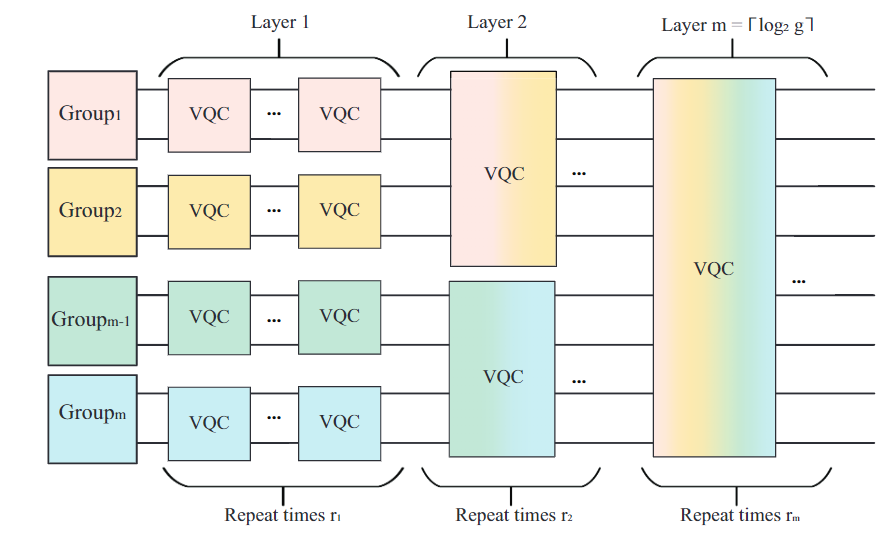 Layer 1
Layer 2
Layer m = ⌈log₂ g⌉
Group₁
VQC
...
VQC
Group₂
VQC
...
VQC
VQC
...
VQC
...
Groupₘ₋₁
VQC
...
VQC
Groupₘ
VQC
...
VQC
VQC
...
Repeat times r₁
Repeat times r₂
Repeat times rₘ